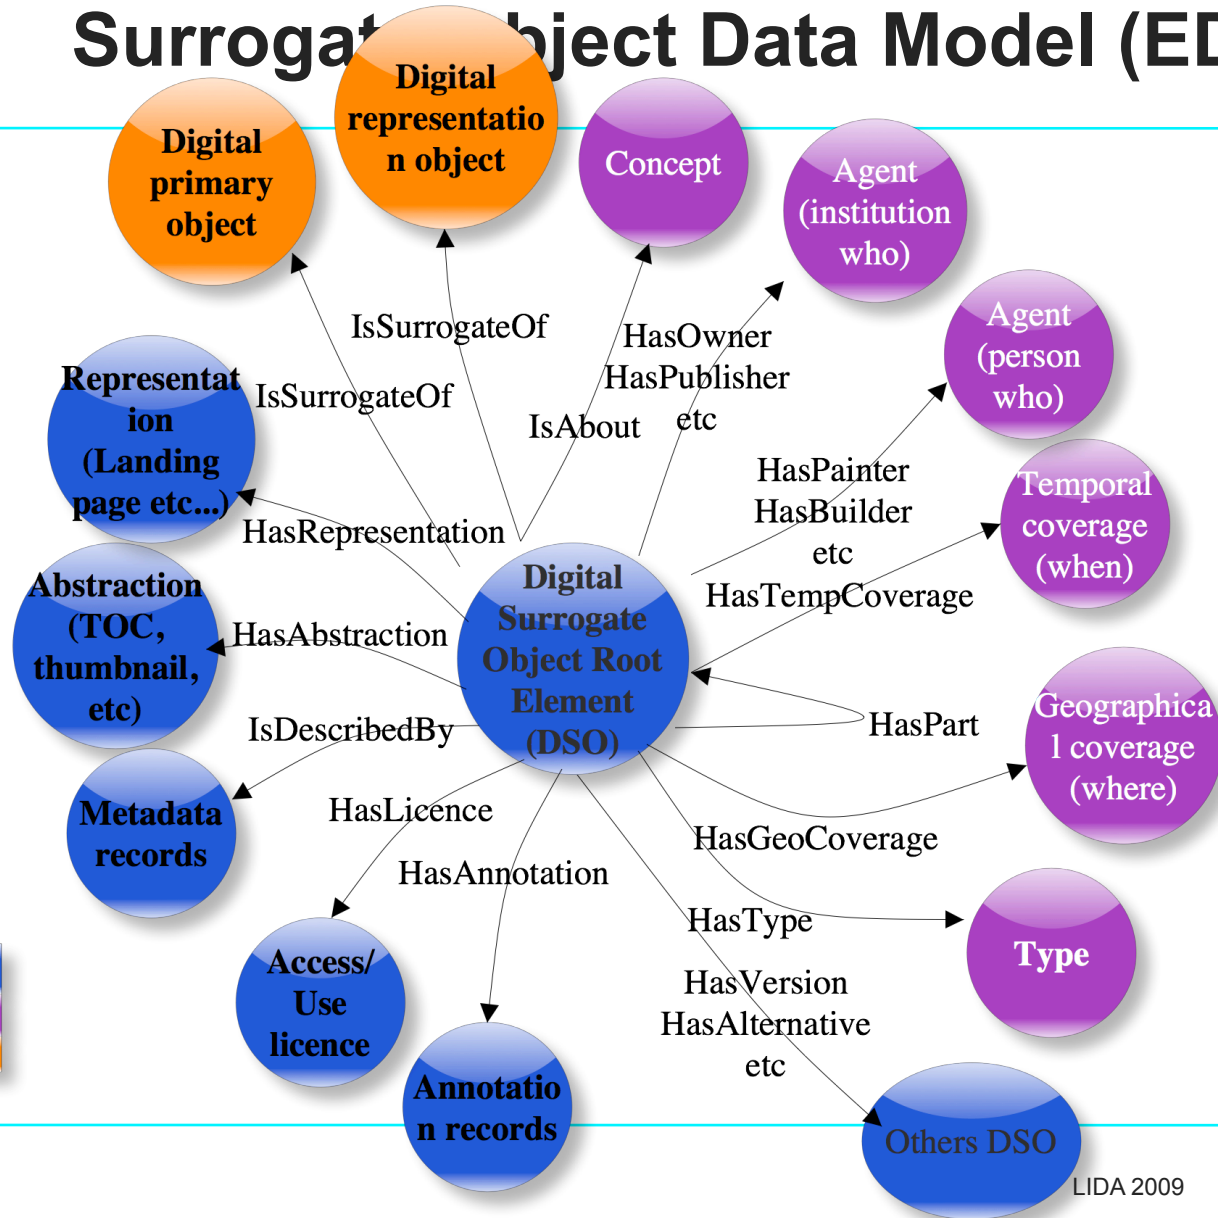 Surrogat bject Data Model (ED
Digital
representatio
n object
Digital
primary
object
Concept
Agent
(institution
who)
Agent
(person
who)
IsSurrogateOf
HasOwner
HasPublisher
etc
IsSurrogateOf
IsAbout
Representat
ion
(Landing
page etc...)
HasPainter
HasBuilder
etc
Temporal
coverage
(when)
HasRepresentation
HasTempCoverage
Abstraction
(TOC,
thumbnail,
etc)
HasAbstraction
Digital
Surrogate
Object Root
Element
(DSO)
IsDescribedBy
HasPart
Geographica
l coverage
(where)
Metadata
records
HasLicence
HasGeoCoverage
HasAnnotation
HasType
Type
Access/
Use
licence
HasVersion
HasAlternative
etc
Annotatio
n records
Others DSO
LIDA 2009